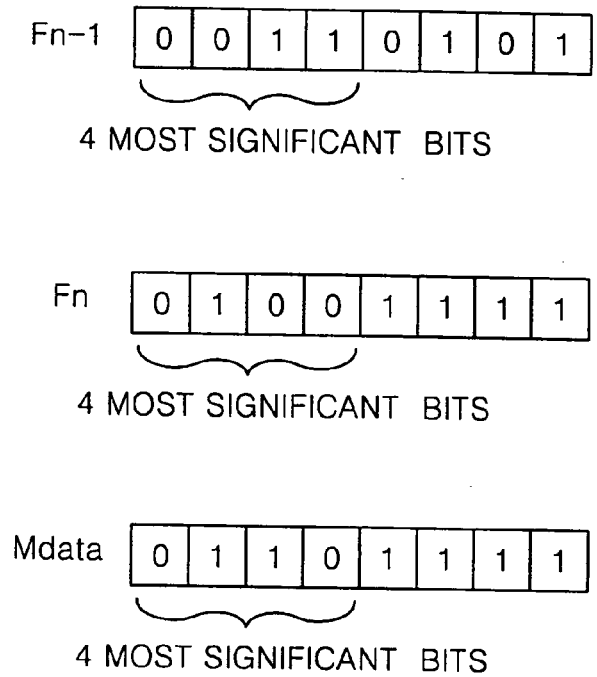 Fn-1 0 0 1 1 0 1 0 1
4 MOST SIGNIFICANT BITS
Fn 0 1 0 0 1 1 1 1
4 MOST SIGNIFICANT BITS
Mdata 0 1 1 0 1 1 1 1
4 MOST SIGNIFICANT BITS